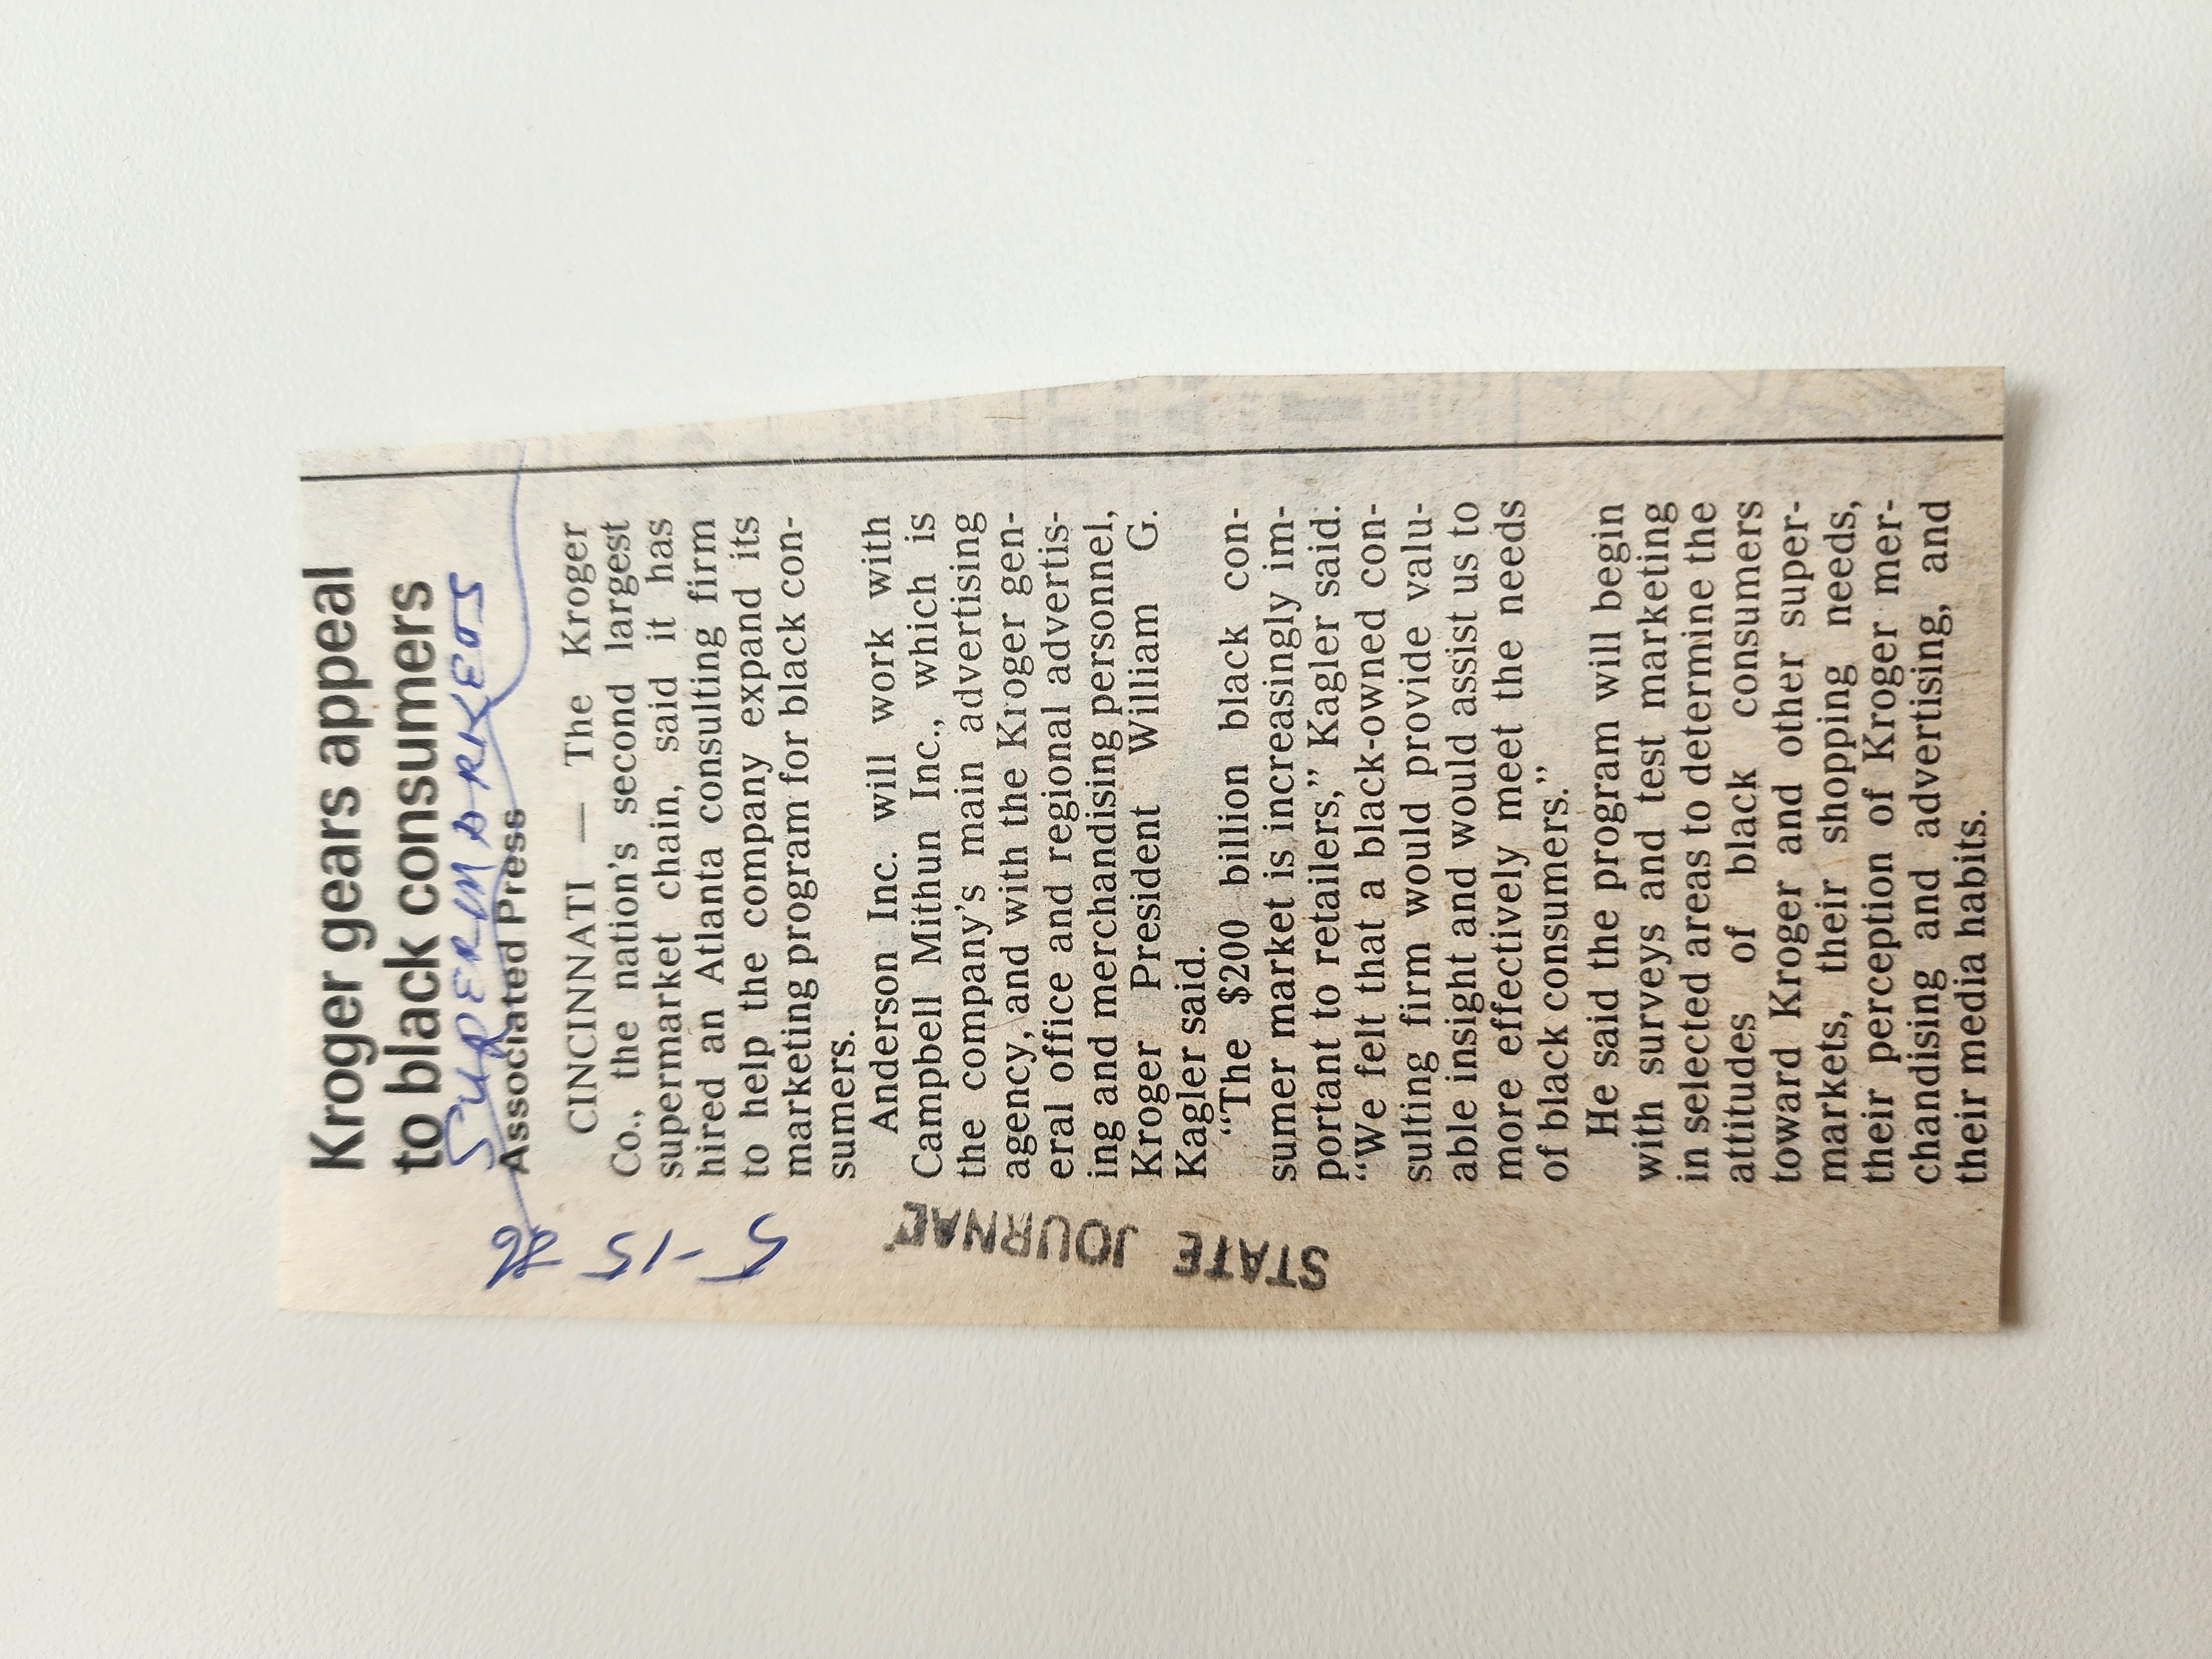 Kroger gears appeal
to black consumers
SUPERMARKETS
Associated Press
CINCINNATI — The Kroger
Co., the nation's second largest
supermarket chain, said it has
hired an Atlanta consulting firm
to help the company expand its
marketing program for black con-
sumers.
Anderson Inc. will work with
Campbell Mithun Inc., which is
the company's main advertising
agency, and with the Kroger gen-
eral office and regional advertis-
ing and merchandising personnel,
Kroger President William G.
Kagler said.
“The $200 billion black con-
sumer market is increasingly im-
portant to retailers,” Kagler said.
“We felt that a black-owned con-
sulting firm would provide valu-
able insight and would assist us to
more effectively meet the needs
of black consumers.”
He said the program will begin
with surveys and test marketing
in selected areas to determine the
attitudes of black consumers
toward Kroger and other super-
markets, their shopping needs,
their perception of Kroger mer-
chandising and advertising, and
their media habits.
STATE JOURNAL
5-15
86